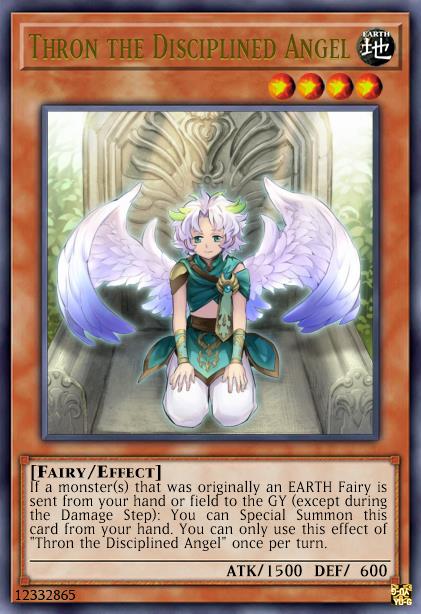 Thron the Disciplined Angel
EARTH
地
[Fairy/Effect]
If a monster(s) that was originally an EARTH Fairy is
sent from your hand or field to the GY (except during
the Damage Step): You can Special Summon this
card from your hand. You can only use this effect of
"Thron the Disciplined Angel" once per turn.
ATK/1500 DEF/ 600
12332865